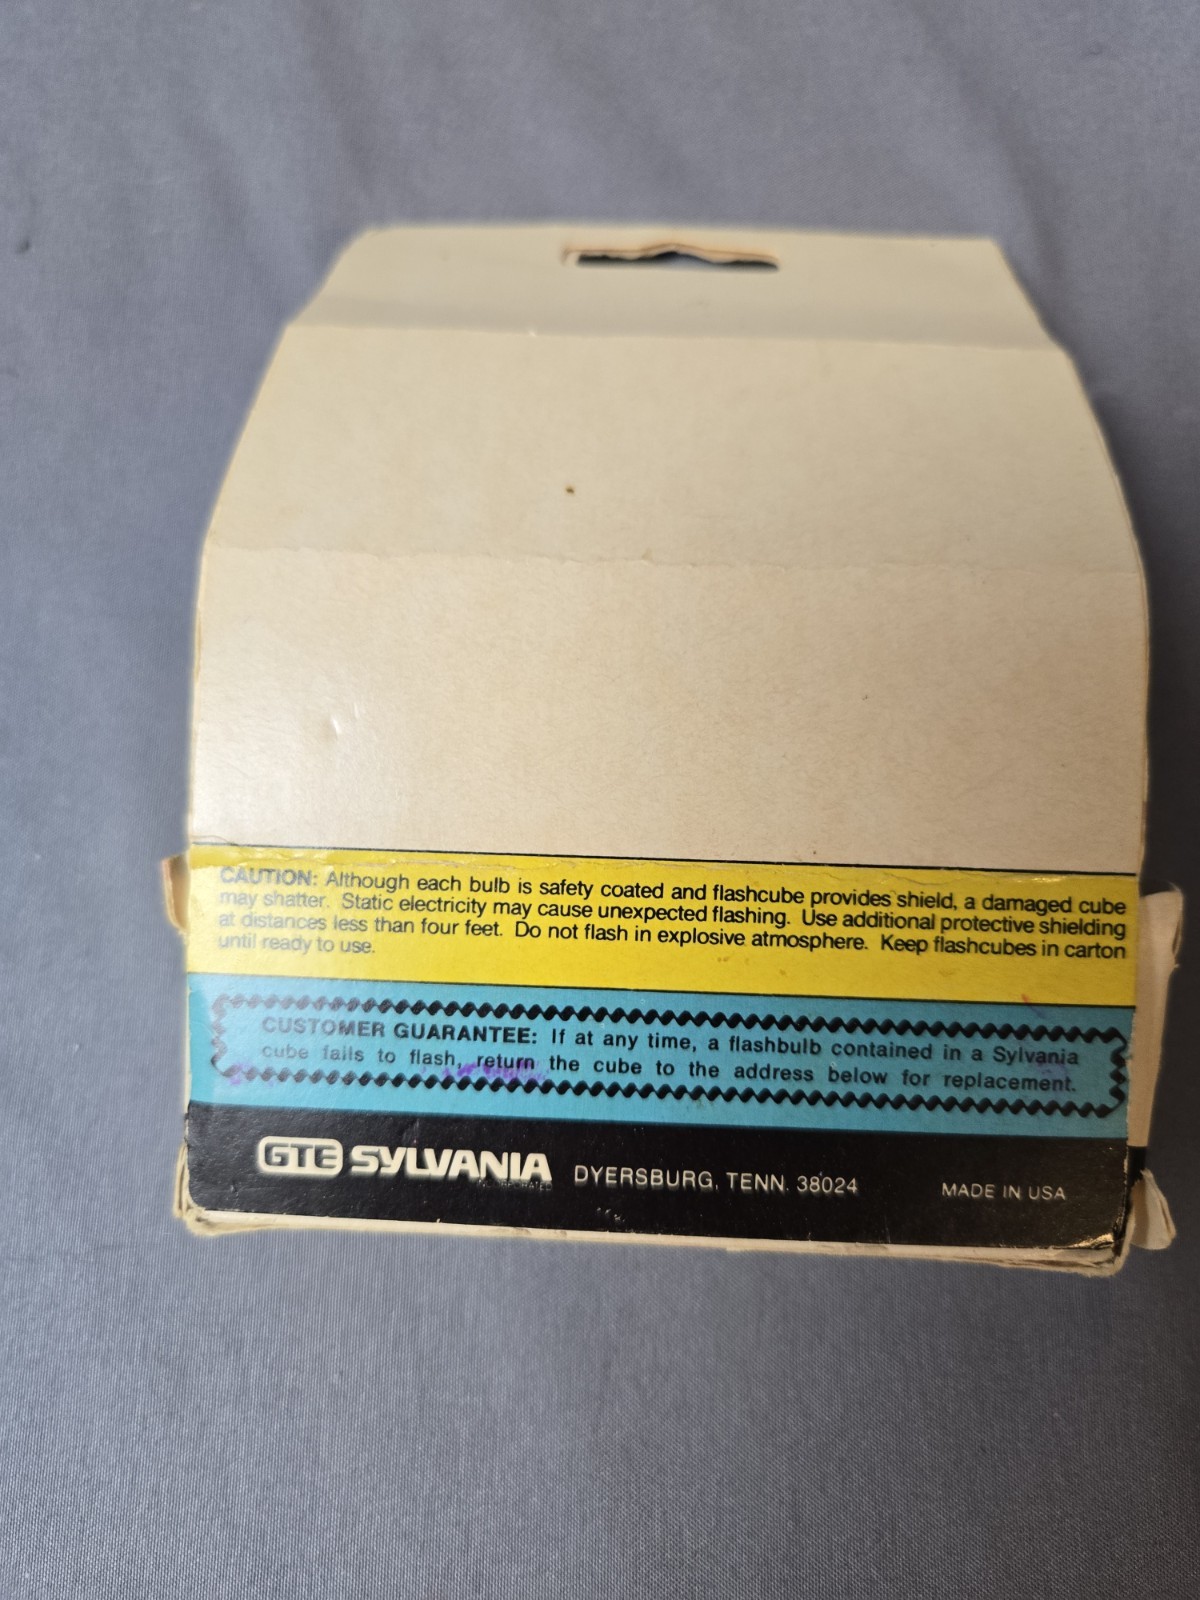 CAUTION: Although each bulb is safety coated and flashcube provides shield, a damaged cube
may shatter. Static electricity may cause unexpected flashing. Use additional protective shielding
at distances less than four feet. Do not flash in explosive atmosphere. Keep flashcubes in carton
until ready to use.
CUSTOMER GUARANTEE: If at any time, a flashbulb contained in a Sylvania
cube fails to flash, return the cube to the address below for replacement.
GTE SYLVANIA
INCORPORATED
DYERSBURG, TENN. 38024
MADE IN USA